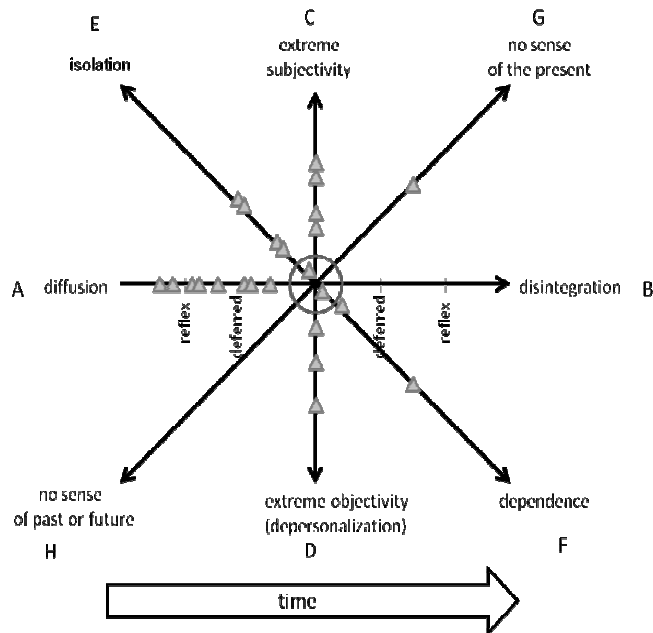 E
C
G
isolation
extreme
subjectivity
no sense
of the present
A
diffusion
disintegration
B
reflex
deferred
deferred
reflex
no sense
of past or future
extreme objectivity
(depersonalization)
dependence
H
D
F
time